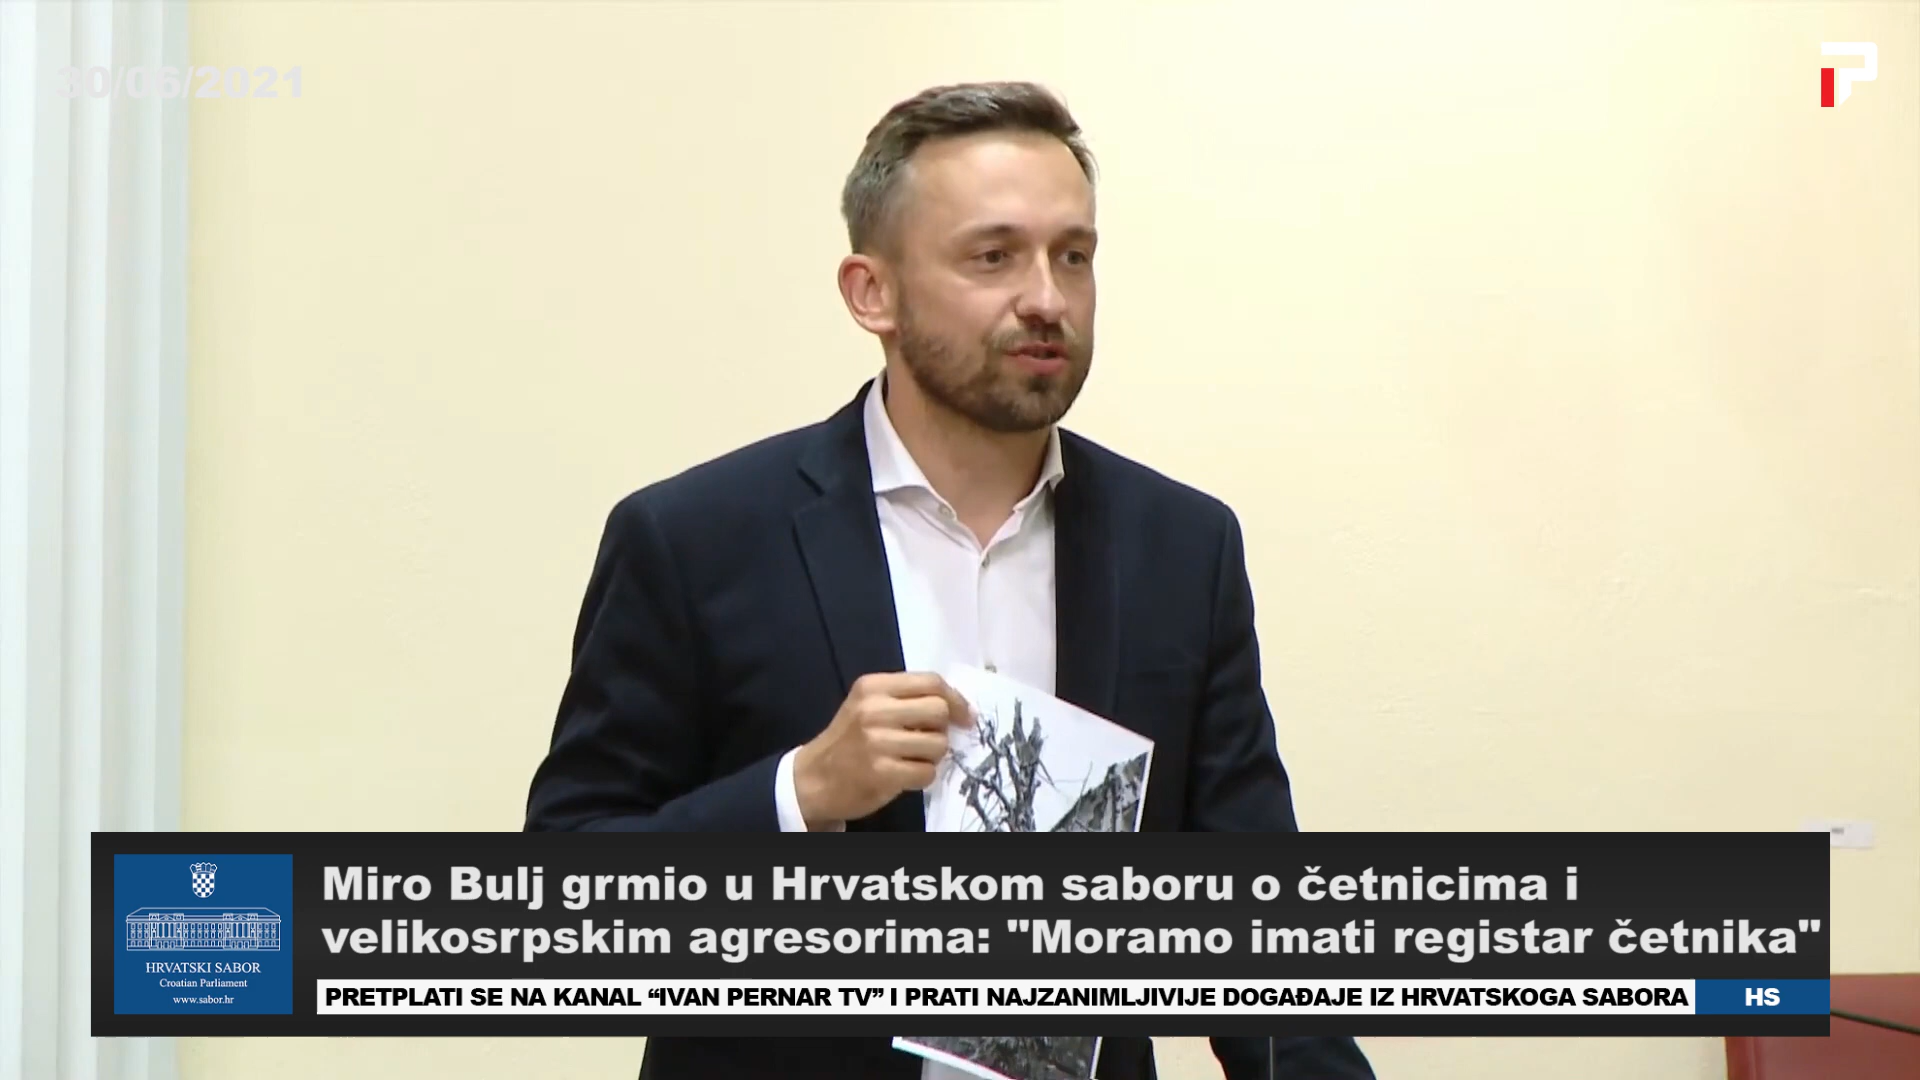 30/06/2021
Miro Bulj grmio u Hrvatskom saboru o četnicima i
velikosrpskim agresorima: "Moramo imati registar četnika"
HRVATSKI SABOR
Croatian Parliament
www.sabor.hr
PRETPLATI SE NA KANAL “IVAN PERNAR TV” I PRATI NAJZANIMLJIVIJE DOGAĐAJE IZ HRVATSKOGA SABORA
HS